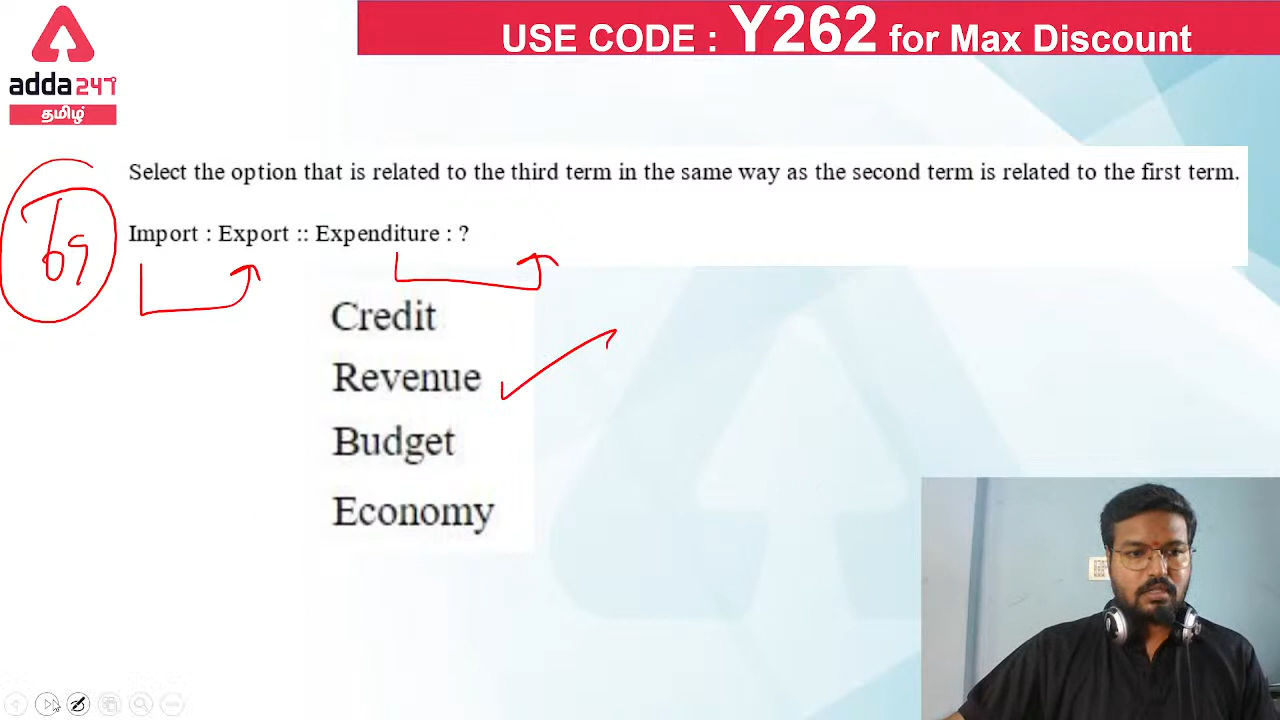 USE CODE : Y262 for Max Discount
adda247
தமிழ்
Select the option that is related to the third term in the same way as the second term is related to the first term.
Import : Export :: Expenditure : ?
Credit
Revenue
Budget
Economy